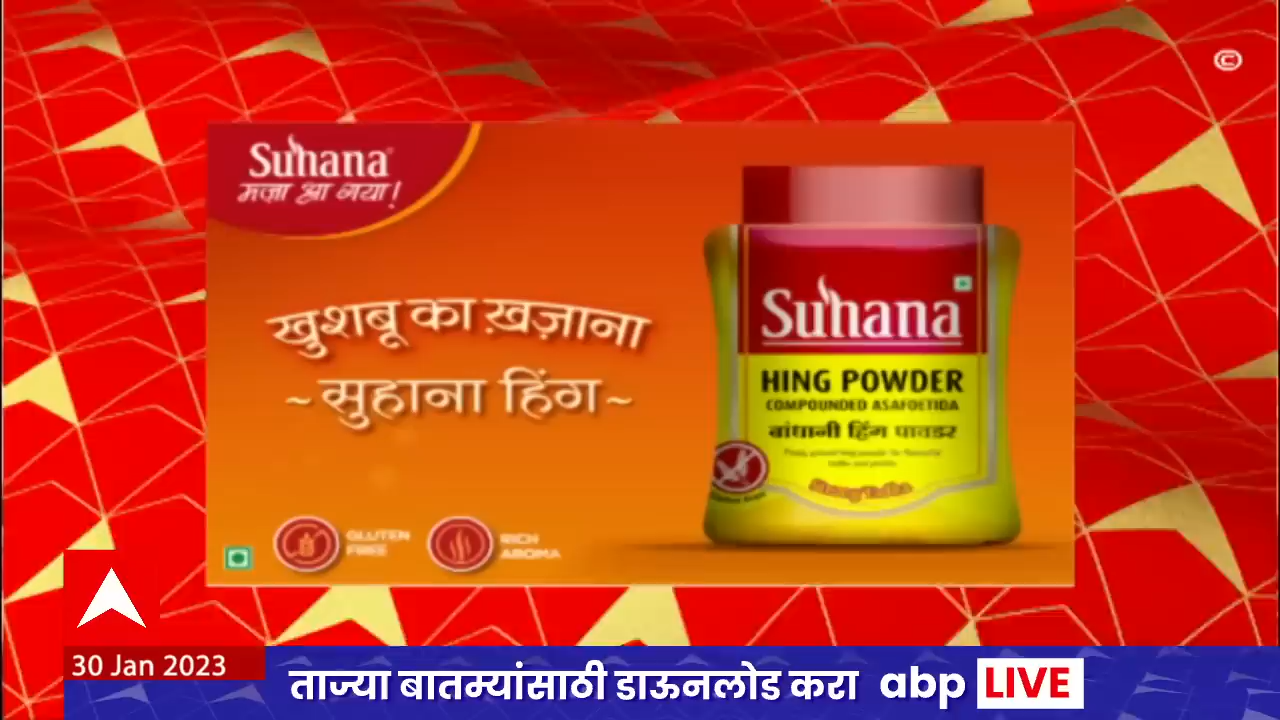 ©
Suhana
मज़ा आ गया!
खुशबू का ख़ज़ाना
~सुहाना हिंग~
GLUTEN
FREE
RICH
AROMA
Suhana
HING POWDER
COMPOUNDED ASAFOETIDA
बांधानी हिंग पावडर
30 Jan 2023
ताज्या बातम्यांसाठी डाऊनलोड करा abp LIVE